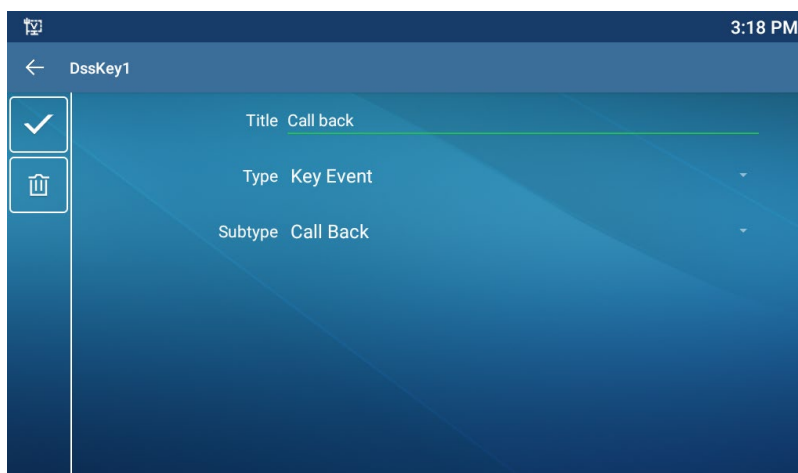 3:18 PM
DssKey1
Title Call back
Type Key Event
Subtype Call Back